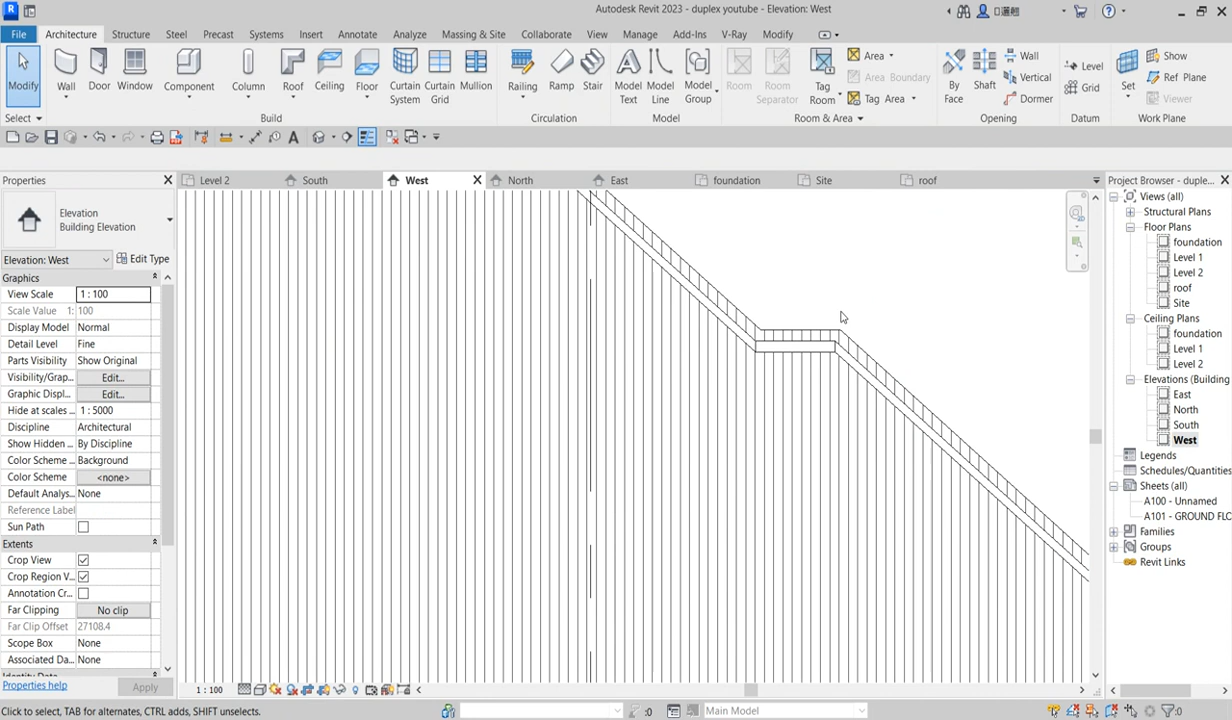 R
Autodesk Revit 2023 - duplex youtube - Elevation: West
File
Architecture
Structure
Steel
Precast
Systems
Insert
Annotate
Analyze
Massing & Site
Collaborate
View
Manage
Add-Ins
V-Ray
Modify
Modify
Wall
Door
Window
Component
Column
Roof
Ceiling
Floor
Curtain System
Curtain Grid
Mullion
Railing
Ramp
Stair
Model Text
Model Line
Model Group
Room
Room Separator
Tag Room
Area
Area Boundary
Tag Area
By Face
Shaft
Wall
Vertical
Dormer
Level
Grid
Set
Show
Ref Plane
Viewer
Select
Build
Circulation
Model
Room & Area
Opening
Datum
Work Plane
Properties
Level 2
South
West
North
East
foundation
Site
roof
Project Browser - duple...
Elevation
Building Elevation
Elevation: West
Edit Type
Graphics
View Scale 1 : 100
Scale Value 1: 100
Display Model Normal
Detail Level Fine
Parts Visibility Show Original
Visibility/Grap... Edit...
Graphic Displ... Edit...
Hide at scales ... 1 : 5000
Discipline Architectural
Show Hidden ... By Discipline
Color Scheme ... Background
Color Scheme <none>
Default Analys... None
Reference Label
Sun Path
Extents
Crop View
Crop Region V...
Annotation Cr...
Far Clipping No clip
Far Clip Offset 27108.4
Scope Box None
Associated Da... None
Properties help
Apply
Views (all)
Structural Plans
Floor Plans
foundation
Level 1
Level 2
roof
Site
Ceiling Plans
foundation
Level 1
Level 2
Elevations (Building
East
North
South
West
Legends
Schedules/Quantities
Sheets (all)
A100 - Unnamed
A101 - GROUND FLO
Families
Groups
Revit Links
1 : 100
Click to select, TAB for alternates, CTRL adds, SHIFT unselects.
:0
Main Model
:0